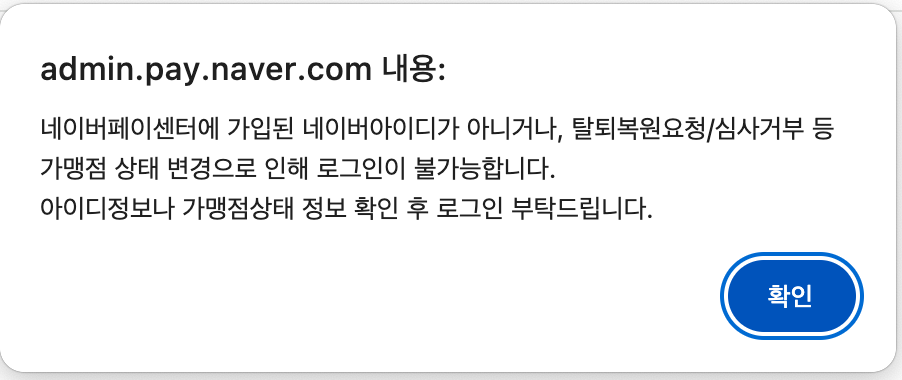 admin.pay.naver.com 내용:
네이버페이센터에 가입된 네이버아이디가 아니거나, 탈퇴복원요청/심사거부 등
가맹점 상태 변경으로 인해 로그인이 불가능합니다.
아이디정보나 가맹점상태 정보 확인 후 로그인 부탁드립니다.
확인